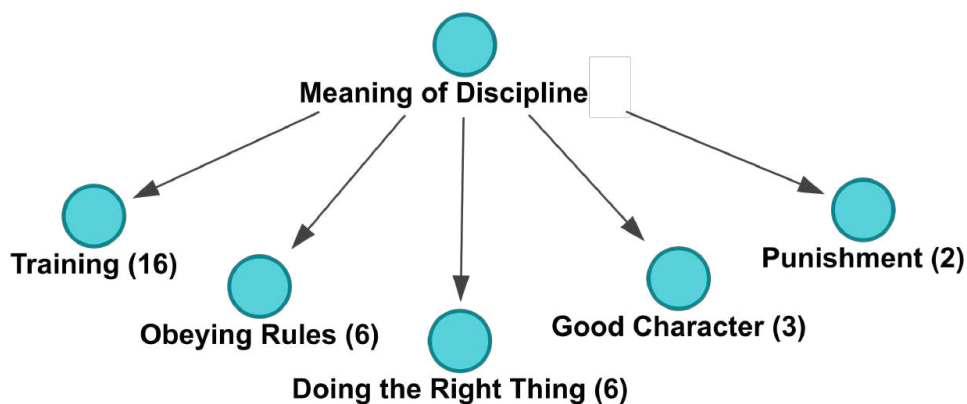 Meaning of Discipline
Training (16)
Punishment (2)
Obeying Rules (6)
Good Character (3)
Doing the Right Thing (6)